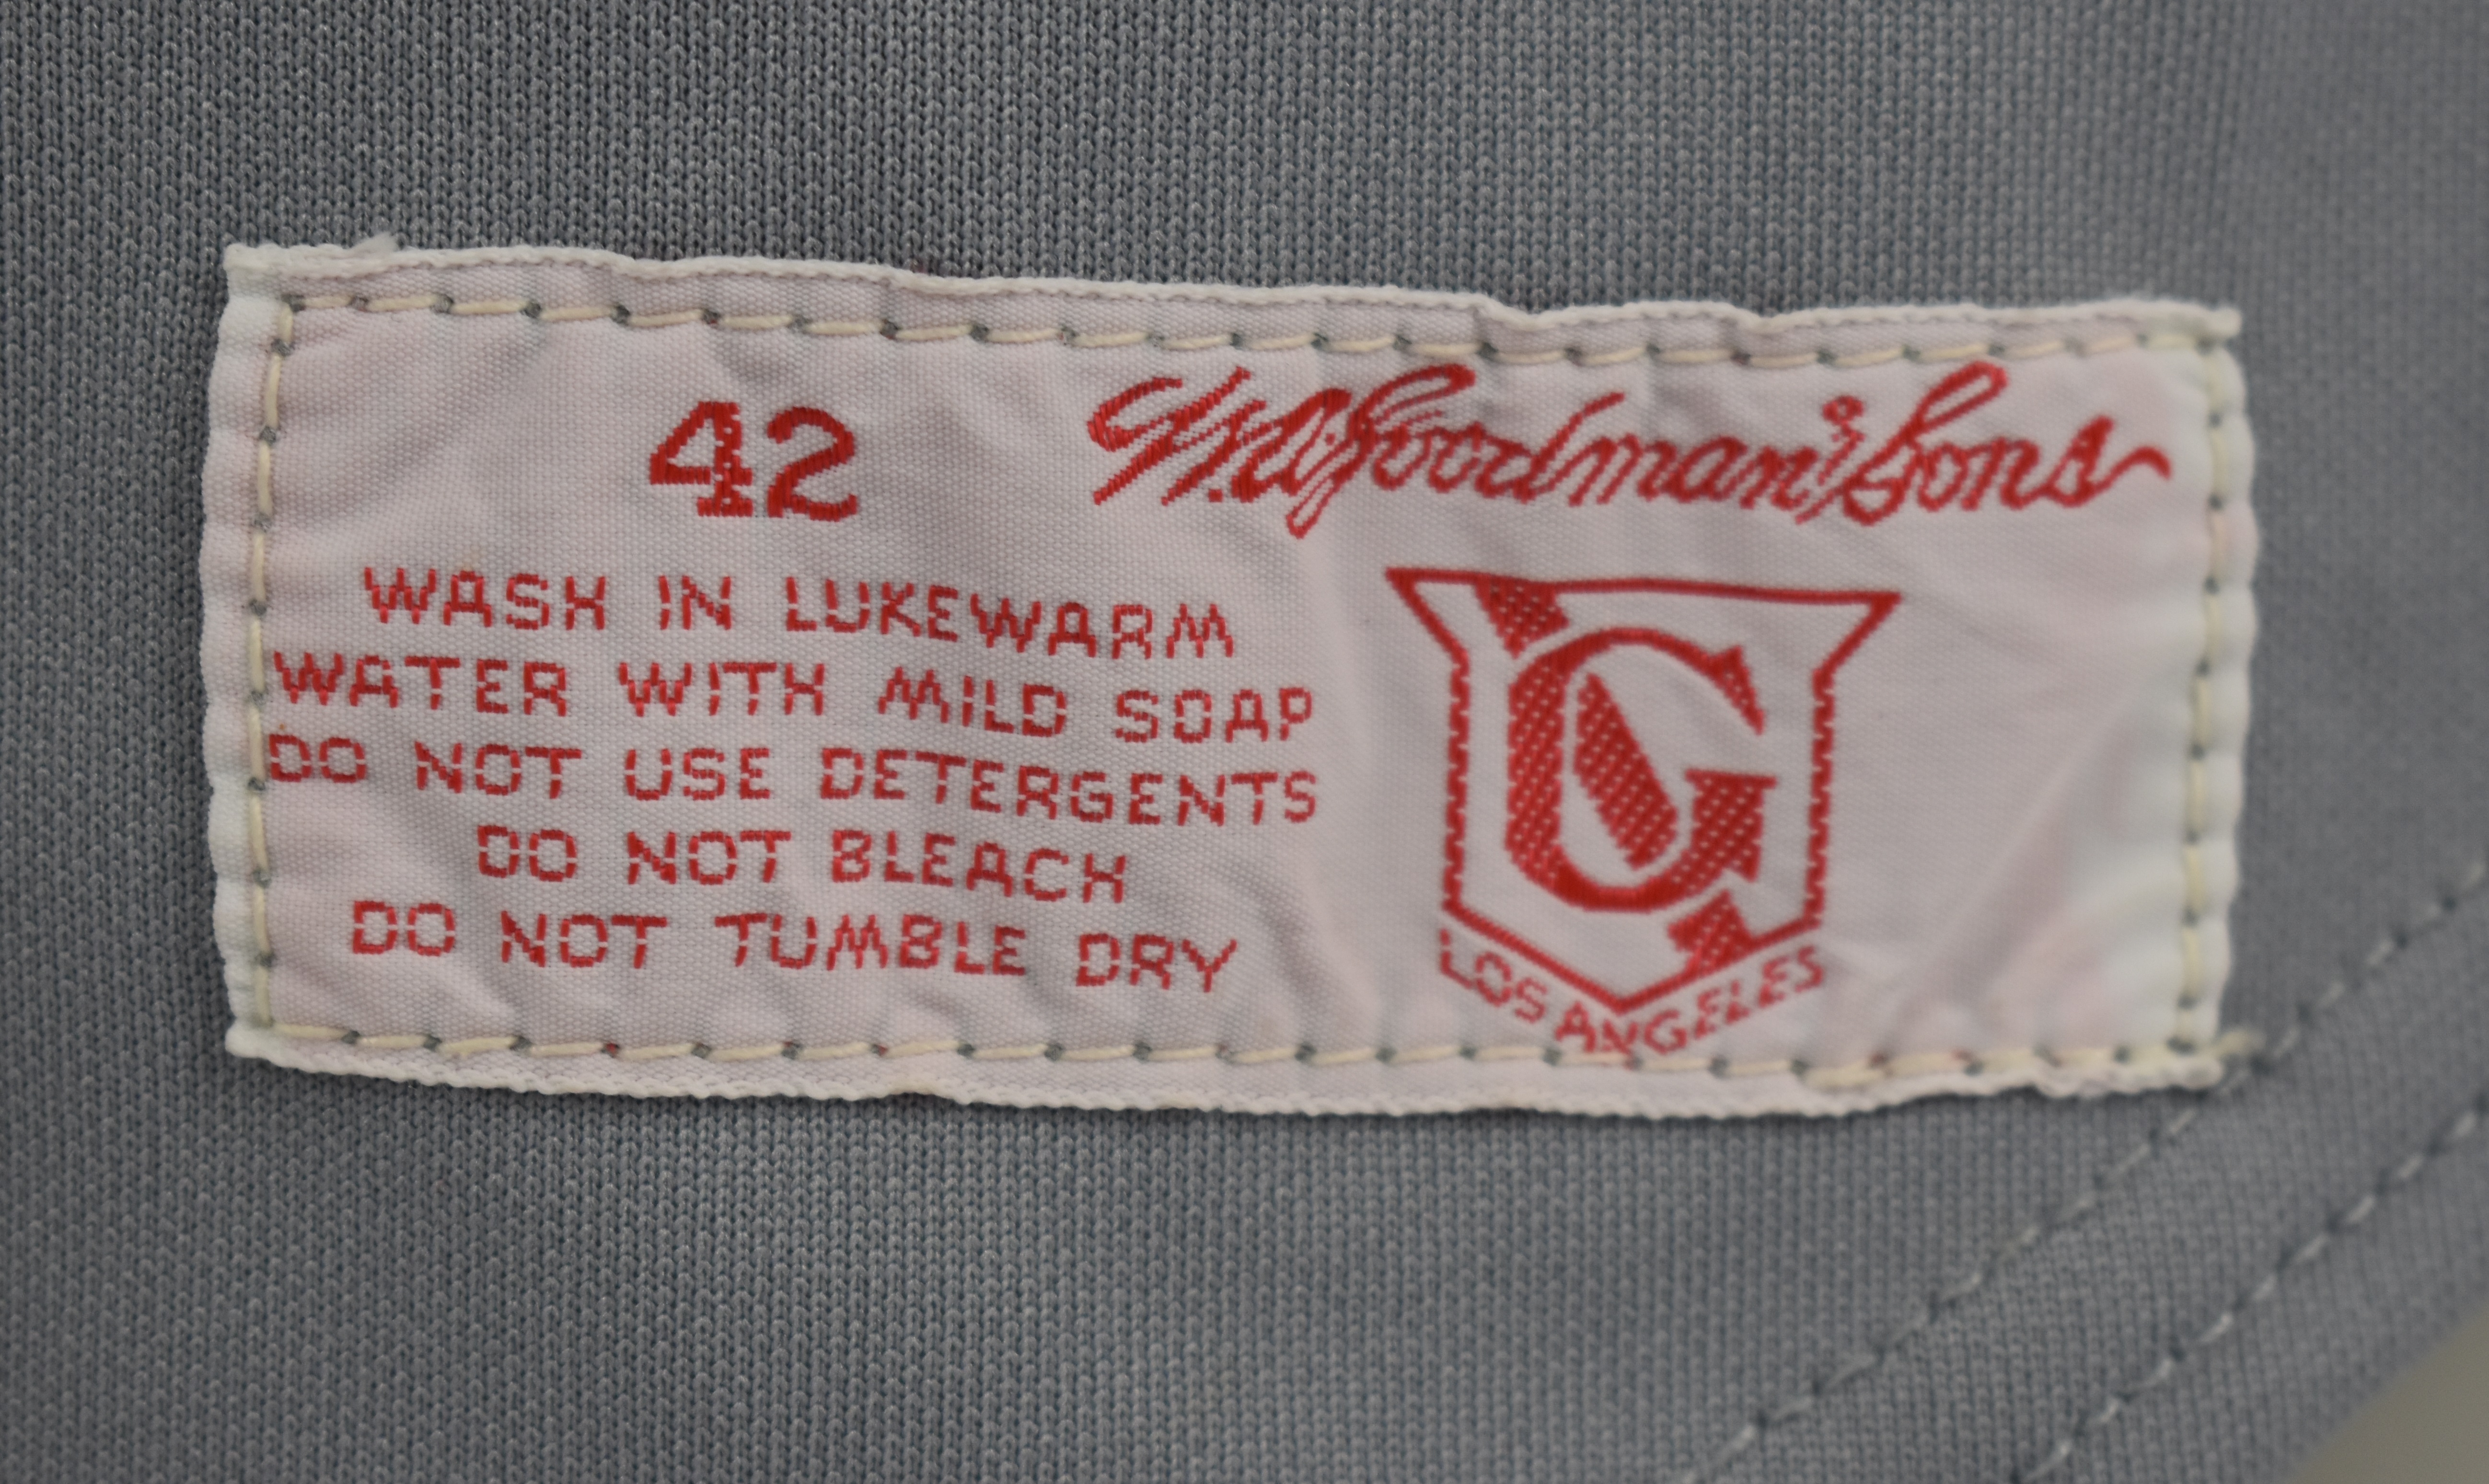 42
W.A. Goodman & Sons
WASH IN LUKEWARM
WATER WITH MILD SOAP
DO NOT USE DETERGENTS
DO NOT BLEACH
DO NOT TUMBLE DRY
G
LOS ANGELES